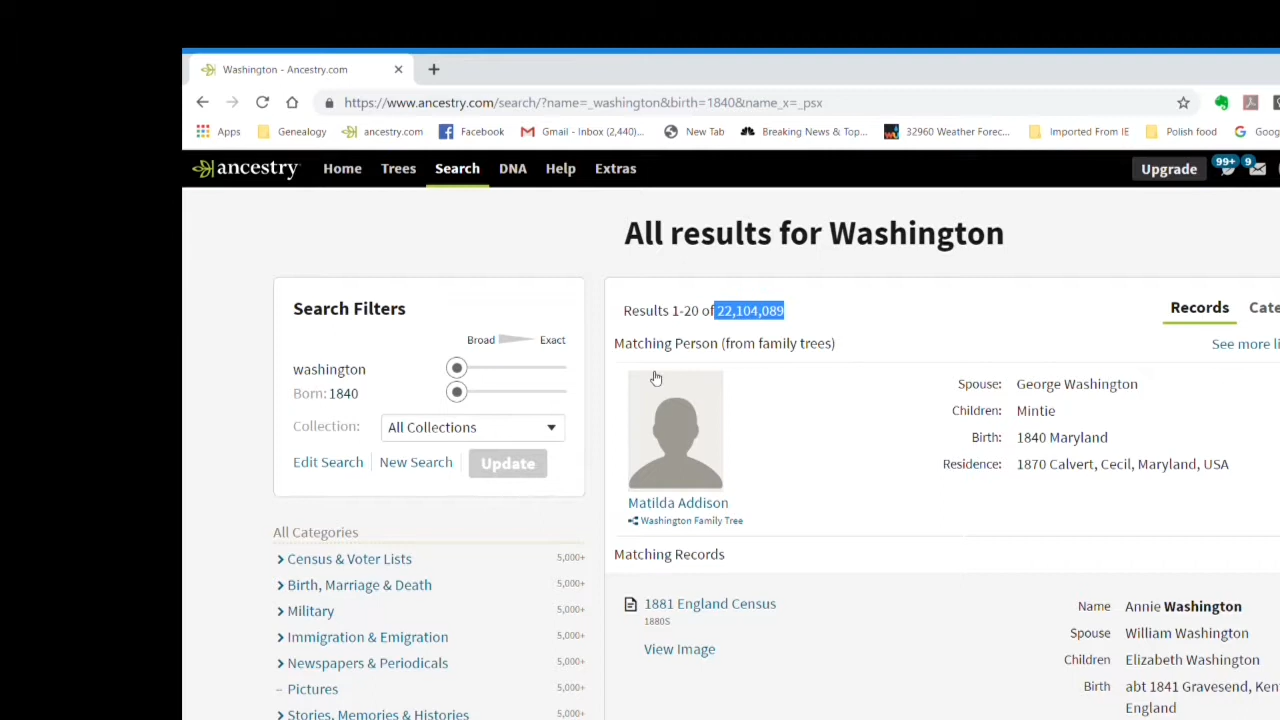 Washington - Ancestry.com
https://www.ancestry.com/search/?name=_washington&birth=1840&name_x=_psx
Apps Genealogy ancestry.com Facebook Gmail - Inbox (2,440)... New Tab Breaking News & Top... 32960 Weather Forec... Imported From IE Polish food Goog
ancestry Home Trees Search DNA Help Extras Upgrade 99+ 9
All results for Washington
Search Filters
Broad Exact
washington
Born: 1840
Collection: All Collections
Edit Search New Search Update
All Categories
Census & Voter Lists 5,000+
Birth, Marriage & Death 5,000+
Military 5,000+
Immigration & Emigration 5,000+
Newspapers & Periodicals 5,000+
Pictures 5,000+
Stories, Memories & Histories 5,000+
Results 1-20 of 22,104,089
Records Cate
Matching Person (from family trees)
See more li
Spouse: George Washington
Children: Mintie
Birth: 1840 Maryland
Residence: 1870 Calvert, Cecil, Maryland, USA
Matilda Addison
Washington Family Tree
Matching Records
1881 England Census
1880S
View Image
Name Annie Washington
Spouse William Washington
Children Elizabeth Washington
Birth abt 1841 Gravesend, Ken
England